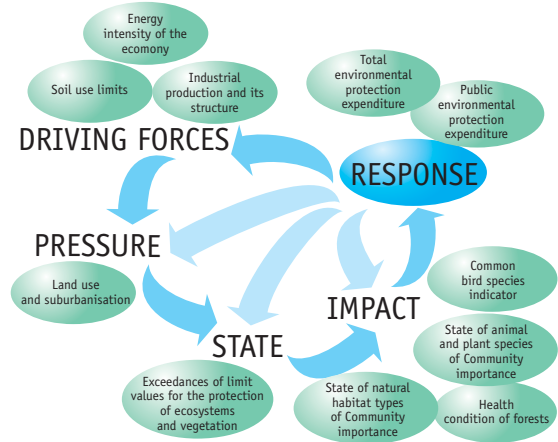 Energy
intensity of the
ecomony
Soil use limits
Industrial
production and its
structure
DRIVING FORCES
Total
environmental
protection
expenditure
Public
environmental
protection
expenditure
RESPONSE
PRESSURE
Land use
and suburbanisation
STATE
Exceedances of limit
values for the protection
of ecosystems
and vegetation
IMPACT
Common
bird species
indicator
State of animal
and plant species
of Community
importance
State of natural
habitat types
of Community
importance
Health
condition of forests